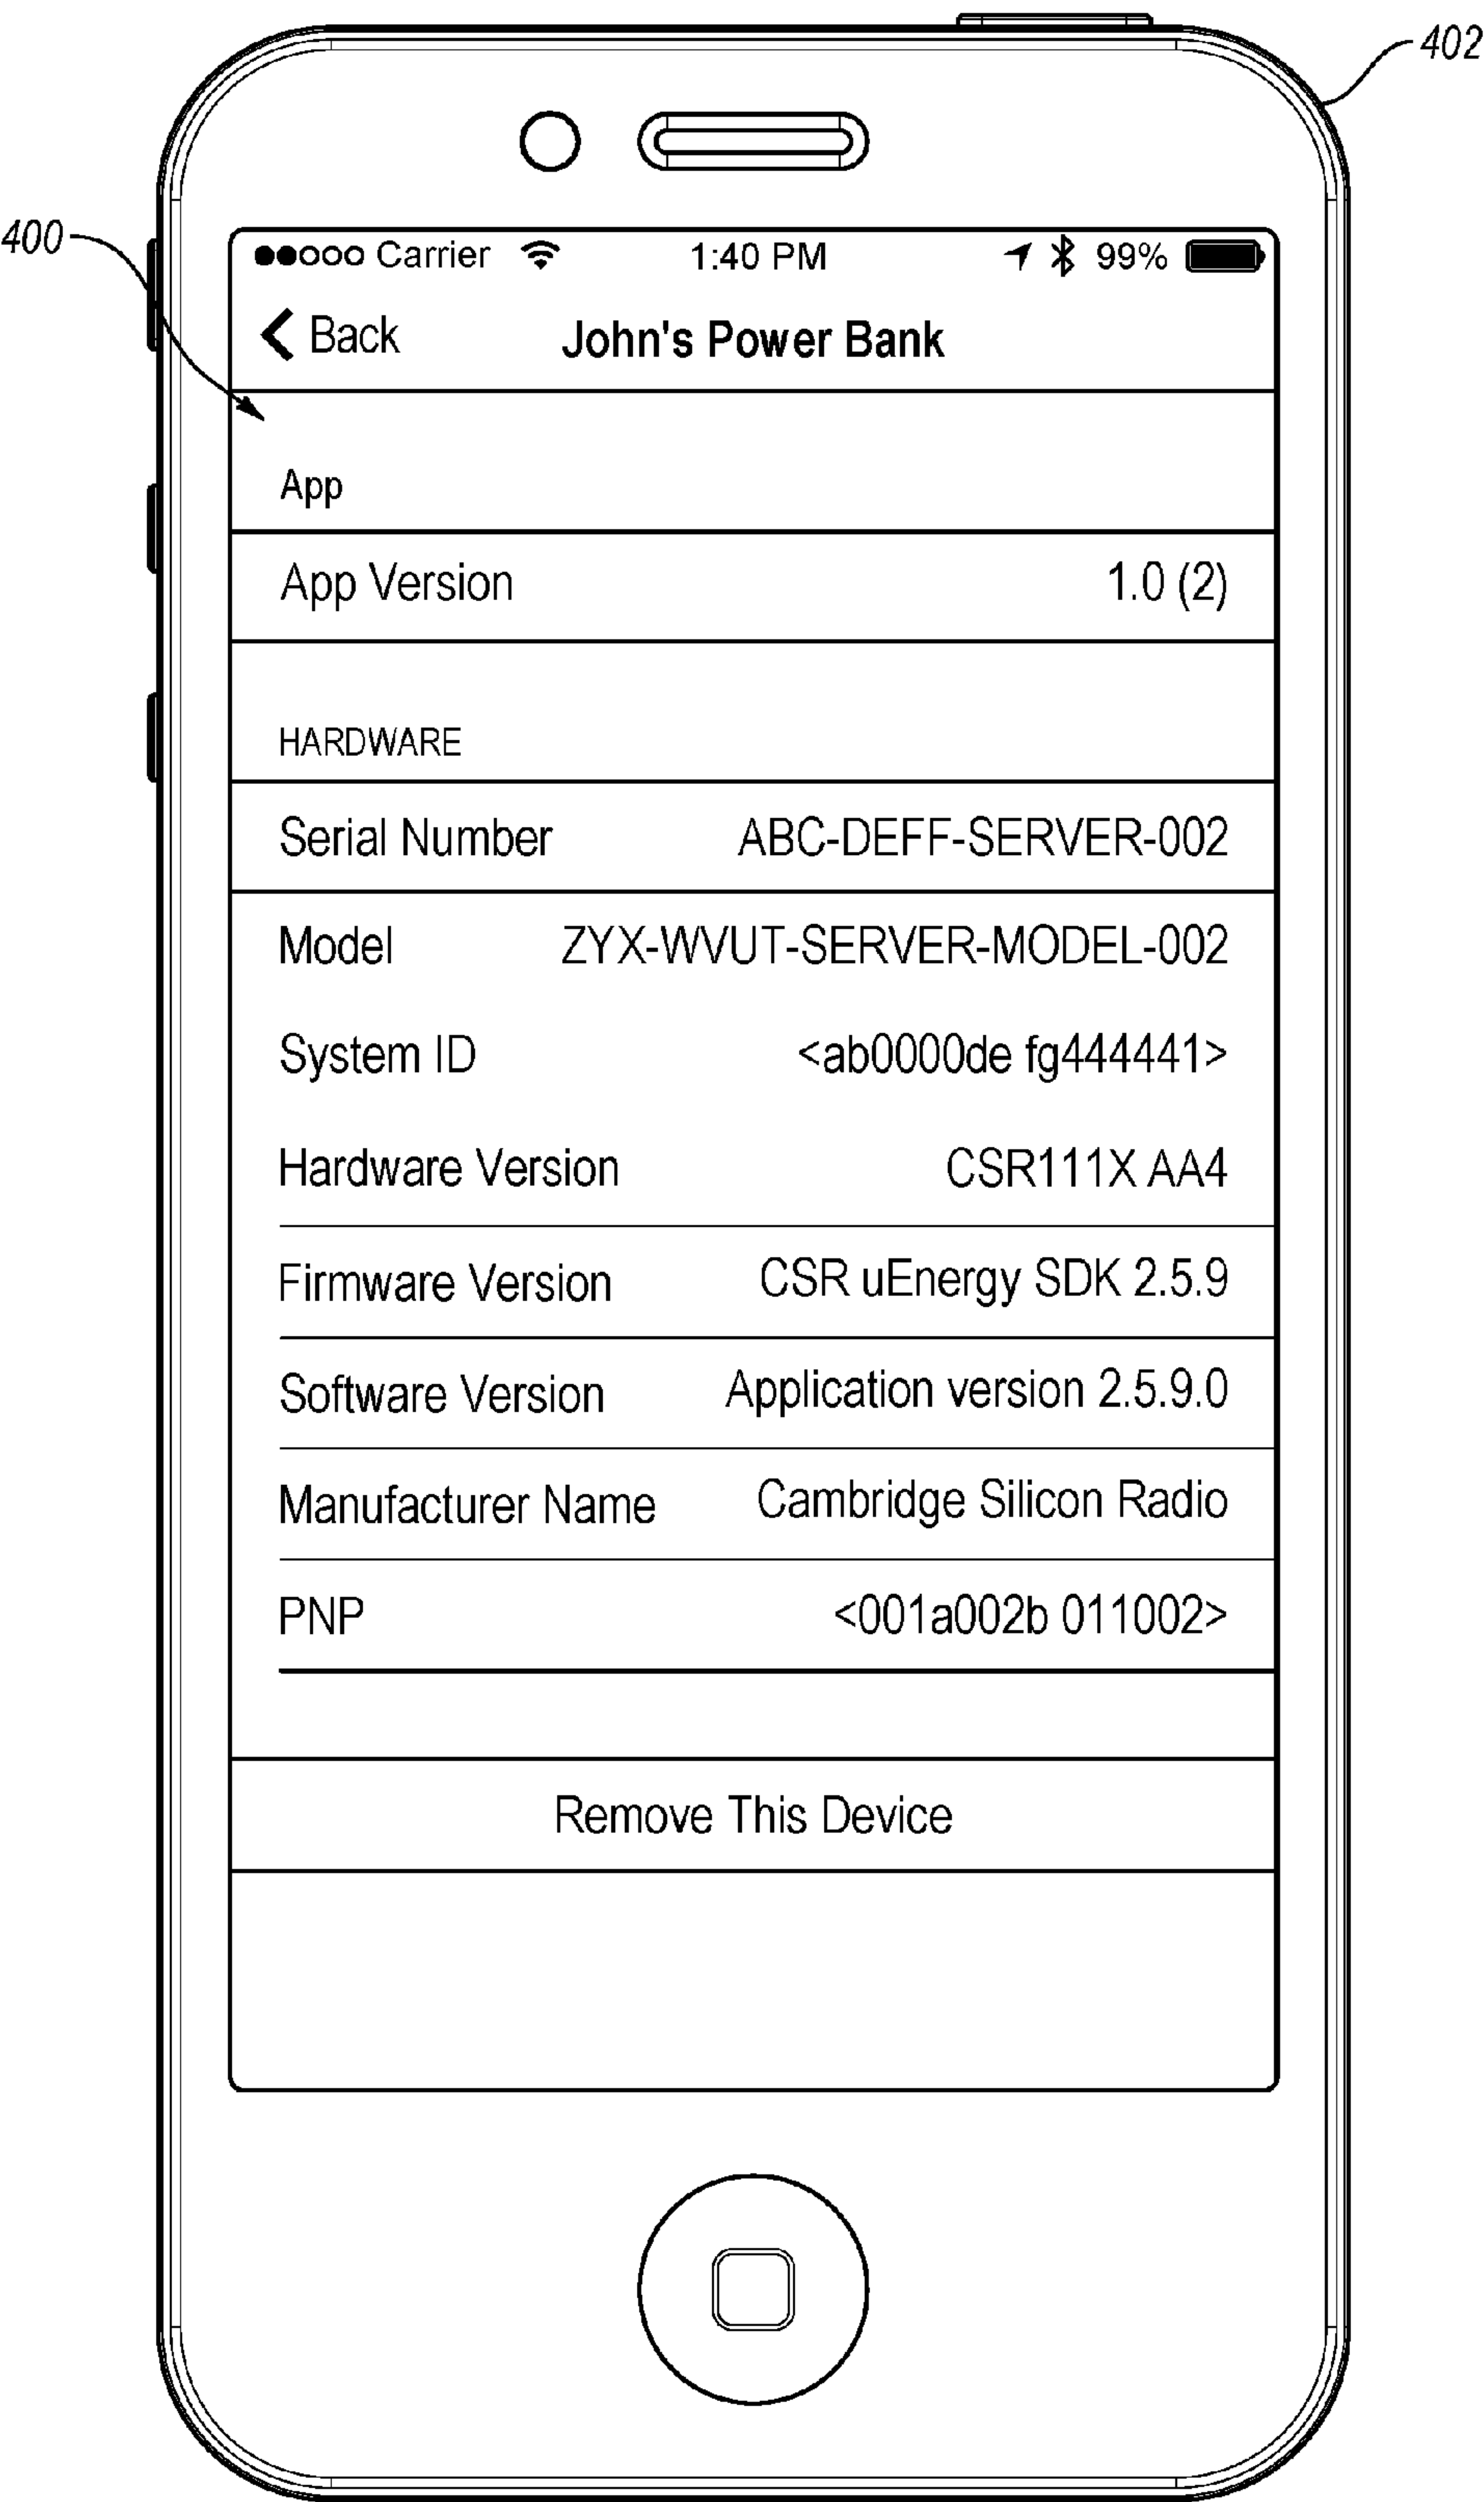 402
400
Carrier 1:40 PM 99%
Back John's Power Bank
App
App Version 1.0 (2)
HARDWARE
Serial Number ABC-DEFF-SERVER-002
Model ZYX-WVUT-SERVER-MODEL-002
System ID <ab0000de fg444441>
Hardware Version CSR111X AA4
Firmware Version CSR uEnergy SDK 2.5.9
Software Version Application version 2.5.9.0
Manufacturer Name Cambridge Silicon Radio
PNP <001a002b 011002>
Remove This Device